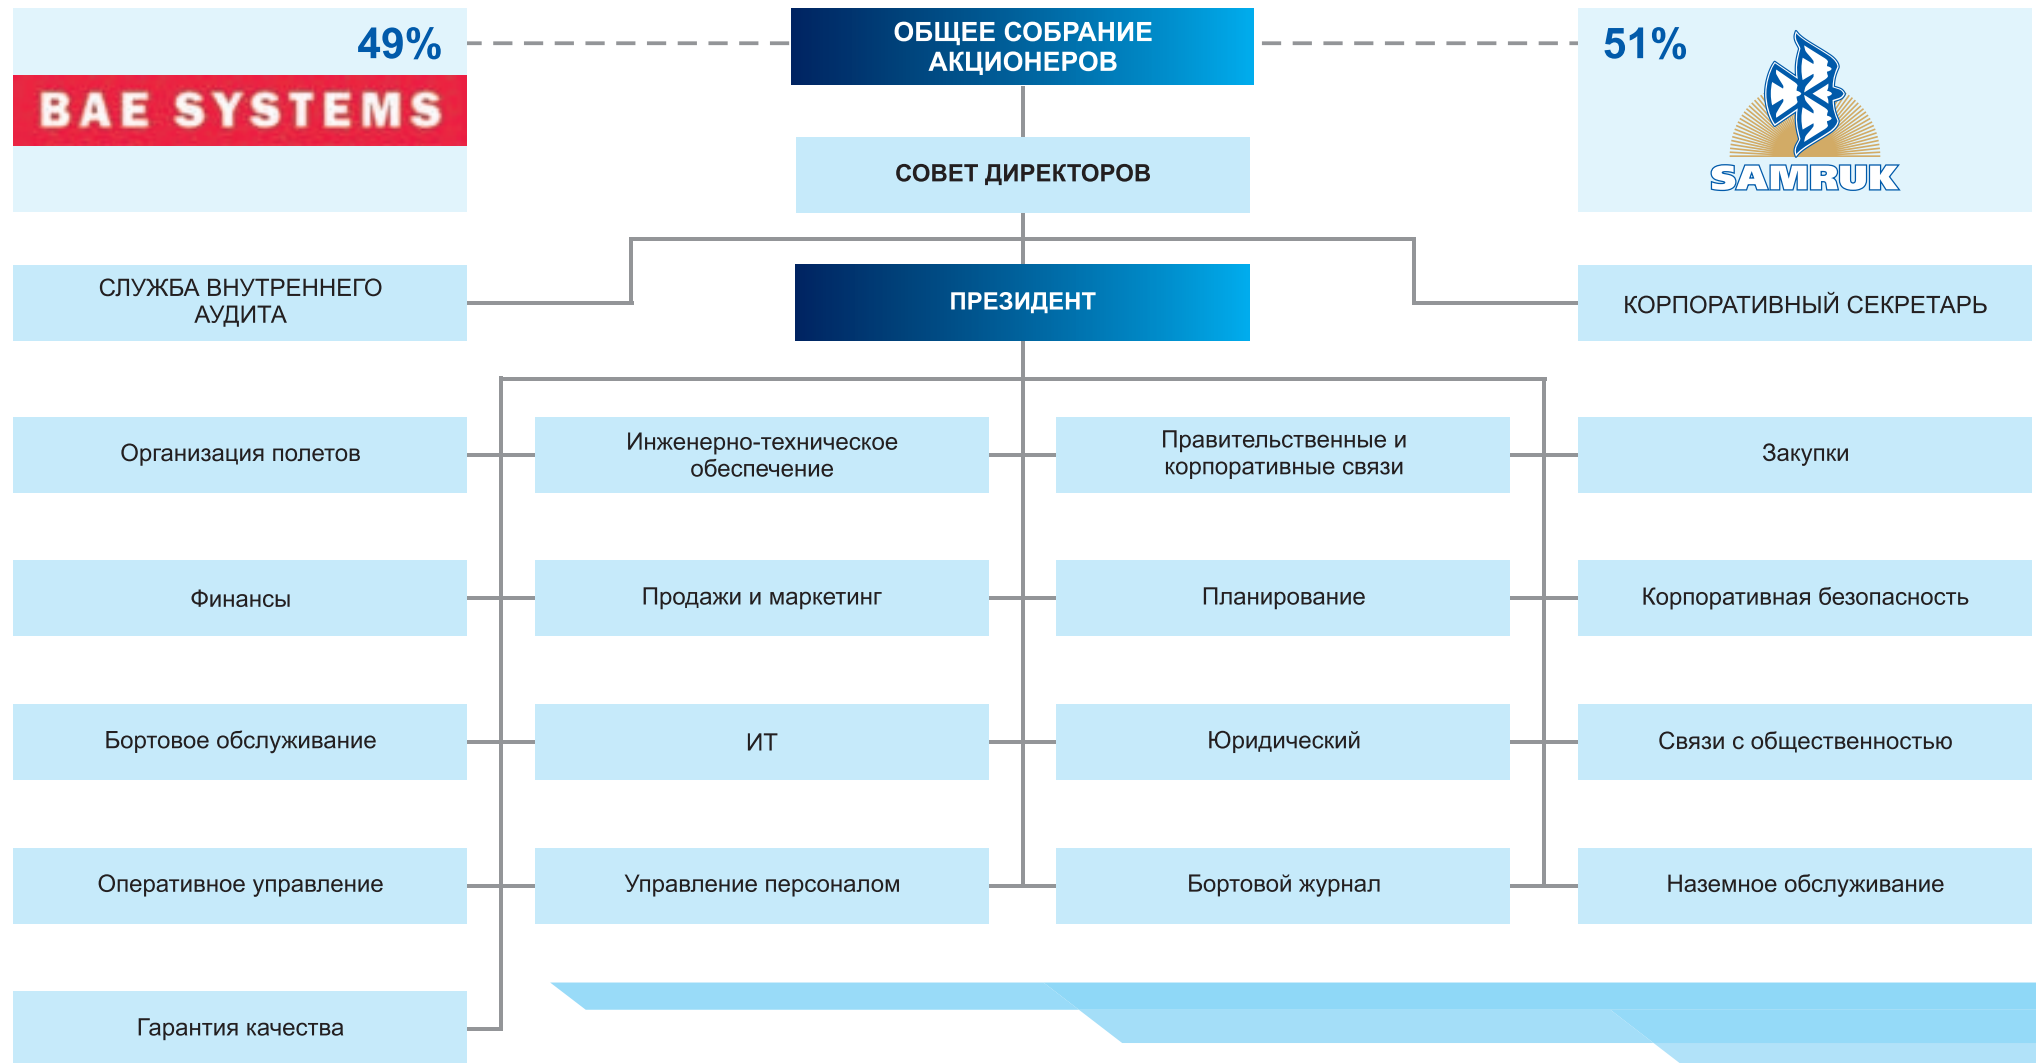 49%
BAE SYSTEMS
ОБЩЕЕ СОБРАНИЕ
АКЦИОНЕРОВ
51%
SAMRUK
СОВЕТ ДИРЕКТОРОВ
СЛУЖБА ВНУТРЕННЕГО
АУДИТА
ПРЕЗИДЕНТ
КОРПОРАТИВНЫЙ СЕКРЕТАРЬ
Организация полетов
Инженерно-техническое
обеспечение
Правительственные и
корпоративные связи
Закупки
Финансы
Продажи и маркетинг
Планирование
Корпоративная безопасность
Бортовое обслуживание
ИТ
Юридический
Связи с общественностью
Оперативное управление
Управление персоналом
Бортовой журнал
Наземное обслуживание
Гарантия качества